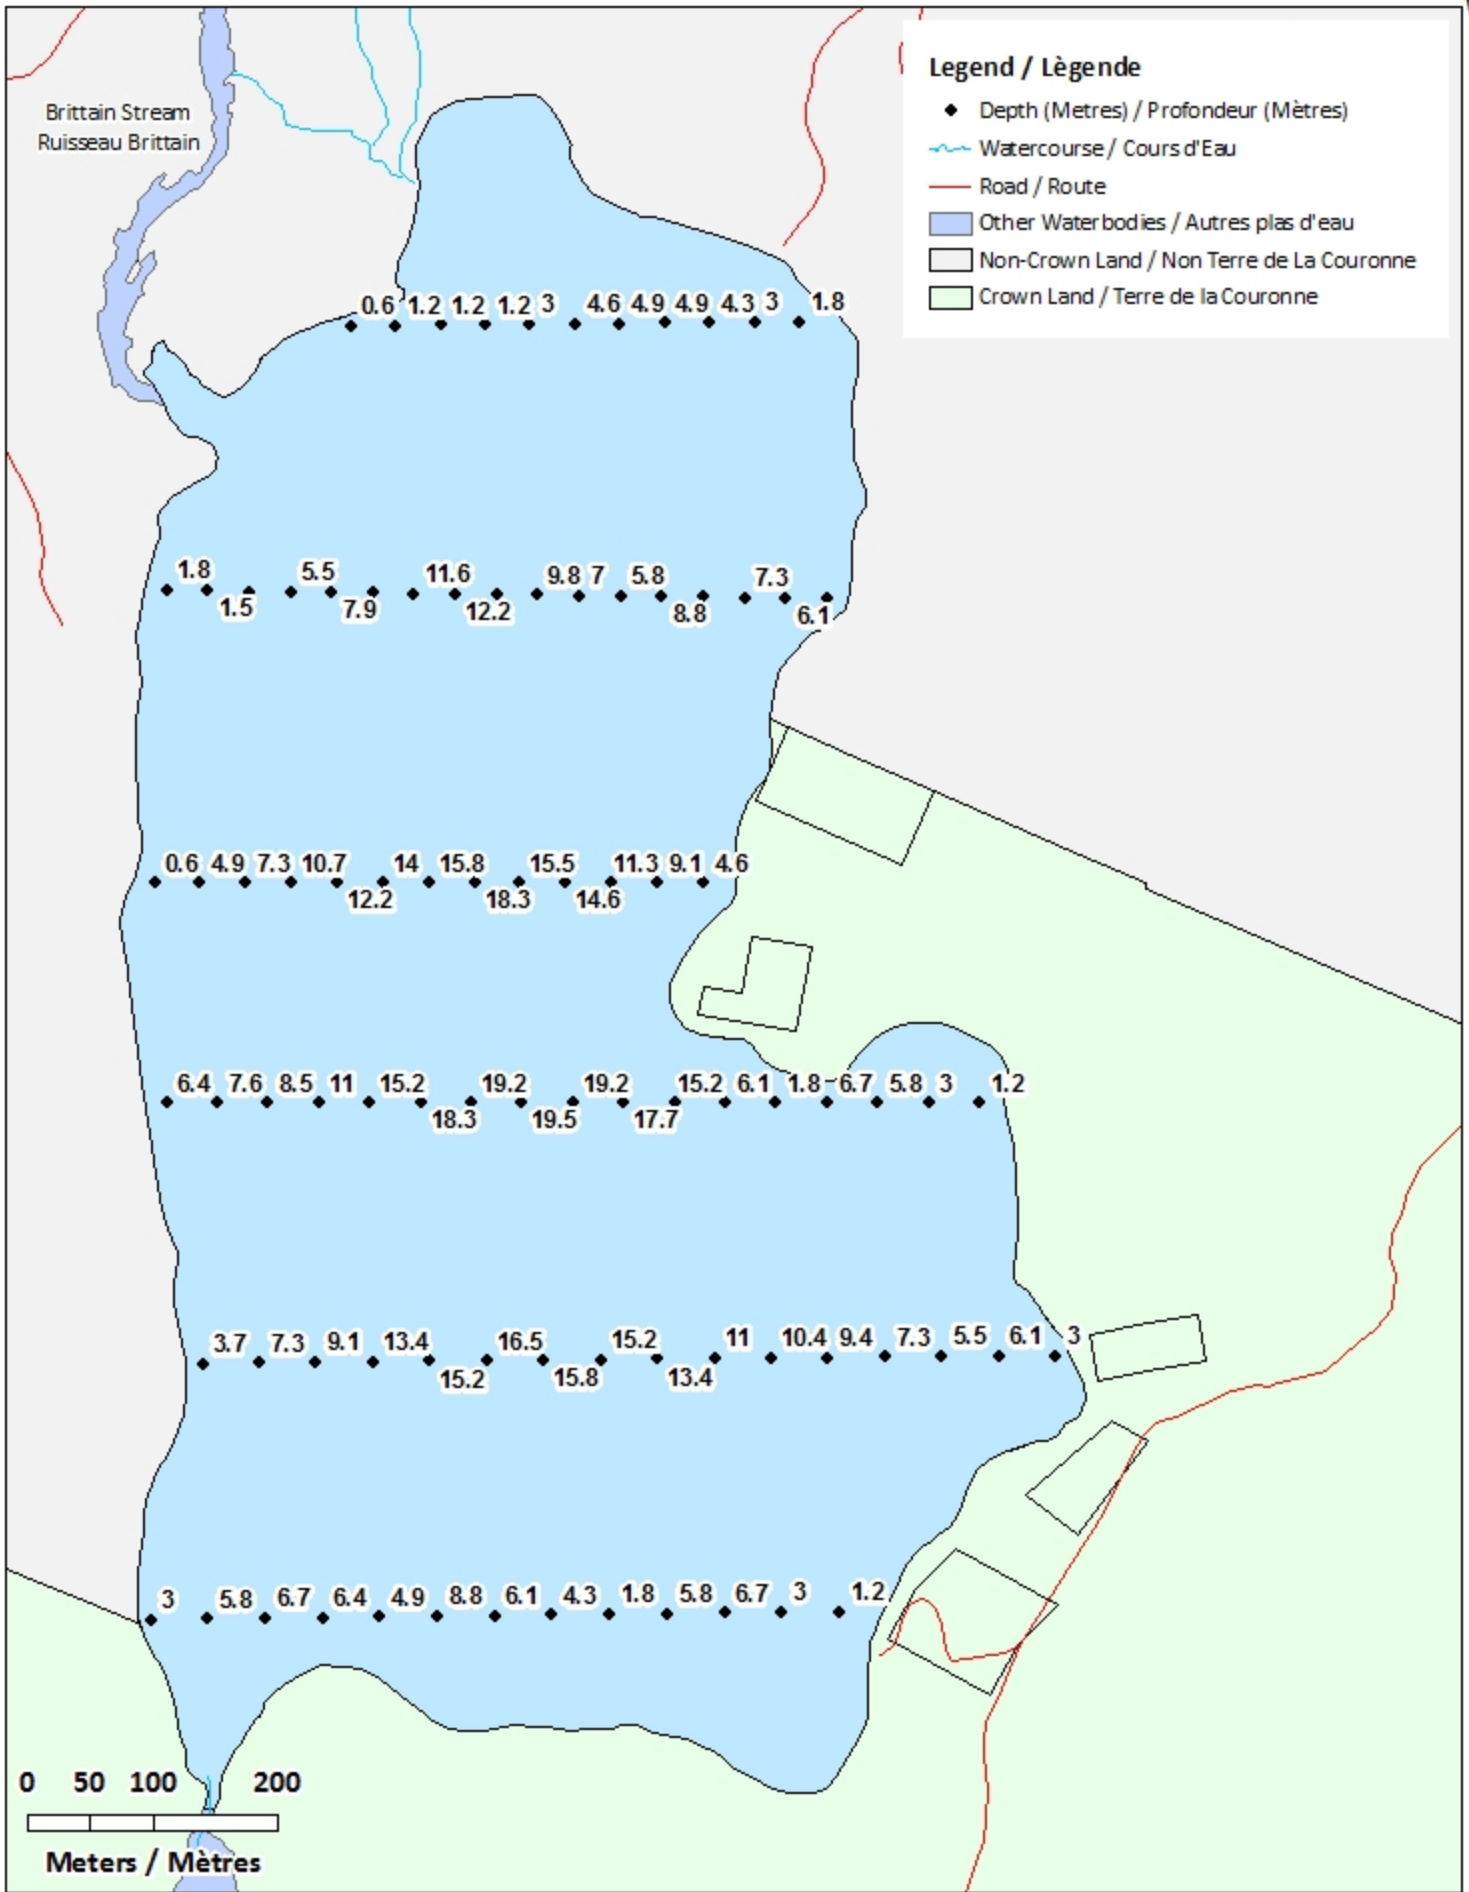 Brittain Stream
Ruisseau Brittain
Legend / Lègende
Depth (Metres) / Profondeur (Mètres)
Watercourse / Cours d'Eau
Road / Route
Other Waterbodies / Autres plas d'eau
Non-Crown Land / Non Terre de La Couronne
Crown Land / Terre de la Couronne
0.6 1.2 1.2 1.2 3 4.6 4.9 4.9 4.3 3 1.8
1.8 5.5 11.6 9.8 7 5.8 7.3
1.5 7.9 12.2 8.8 6.1
0.6 4.9 7.3 10.7 14 15.8 15.5 11.3 9.1 4.6
12.2 18.3 14.6
6.4 7.6 8.5 11 15.2 19.2 19.2 15.2 6.1 1.8 6.7 5.8 3 1.2
18.3 19.5 17.7
3.7 7.3 9.1 13.4 16.5 15.2 11 10.4 9.4 7.3 5.5 6.1 3
15.2 15.8 13.4
3 5.8 6.7 6.4 4.9 8.8 6.1 4.3 1.8 5.8 6.7 3 1.2
0 50 100 200
Meters / Mètres